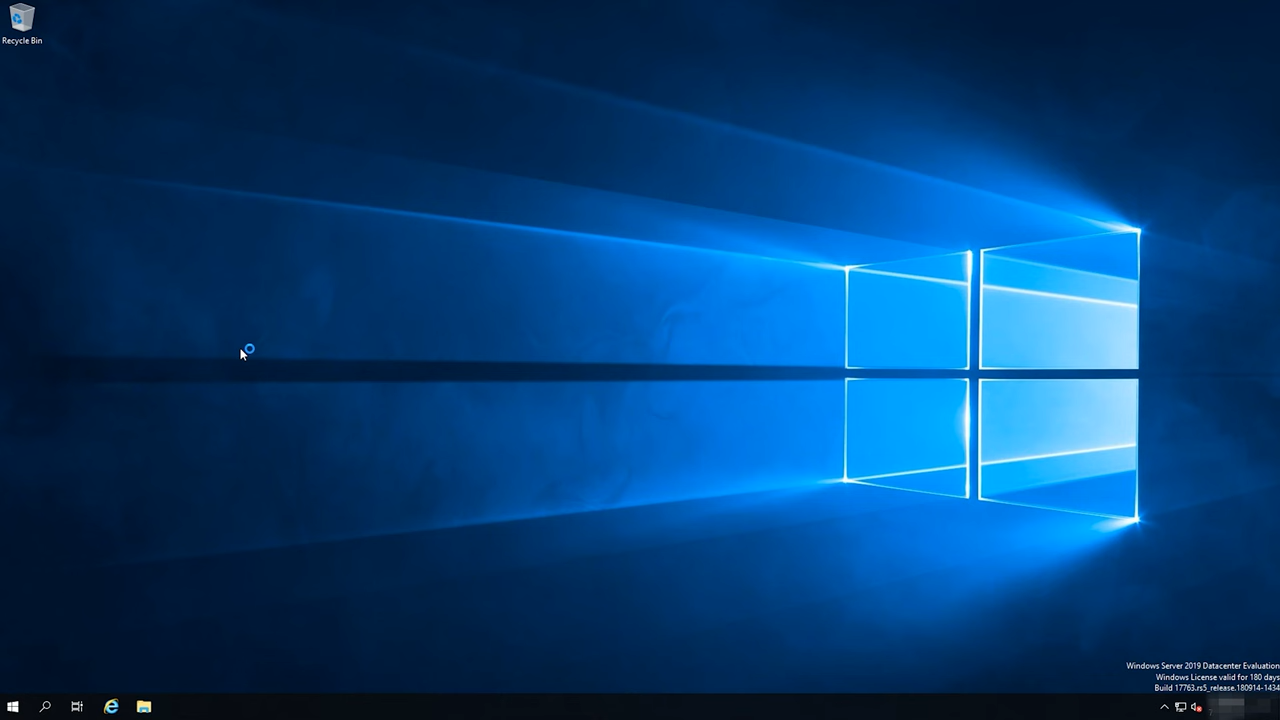 Recycle Bin
Windows Server 2019 Datacenter Evaluation
Windows License valid for 180 days
Build 17763.rs5_release.180914-1434